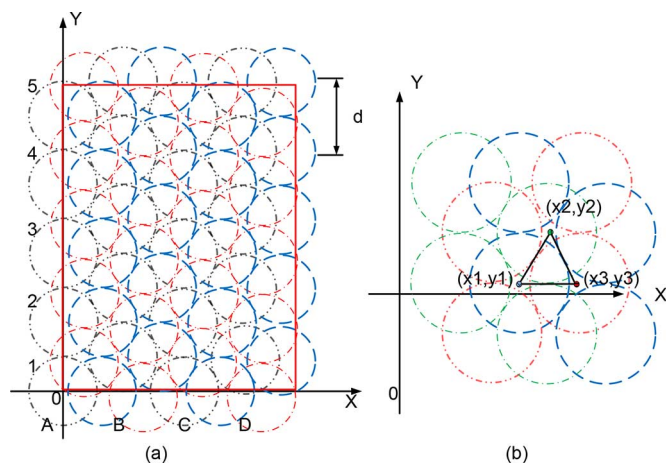 Y
5
4
3
2
1
0
X
A B C D
d
(a)
Y
(x2,y2)
(x1,y1) (x3,y3)
X
0
(b)